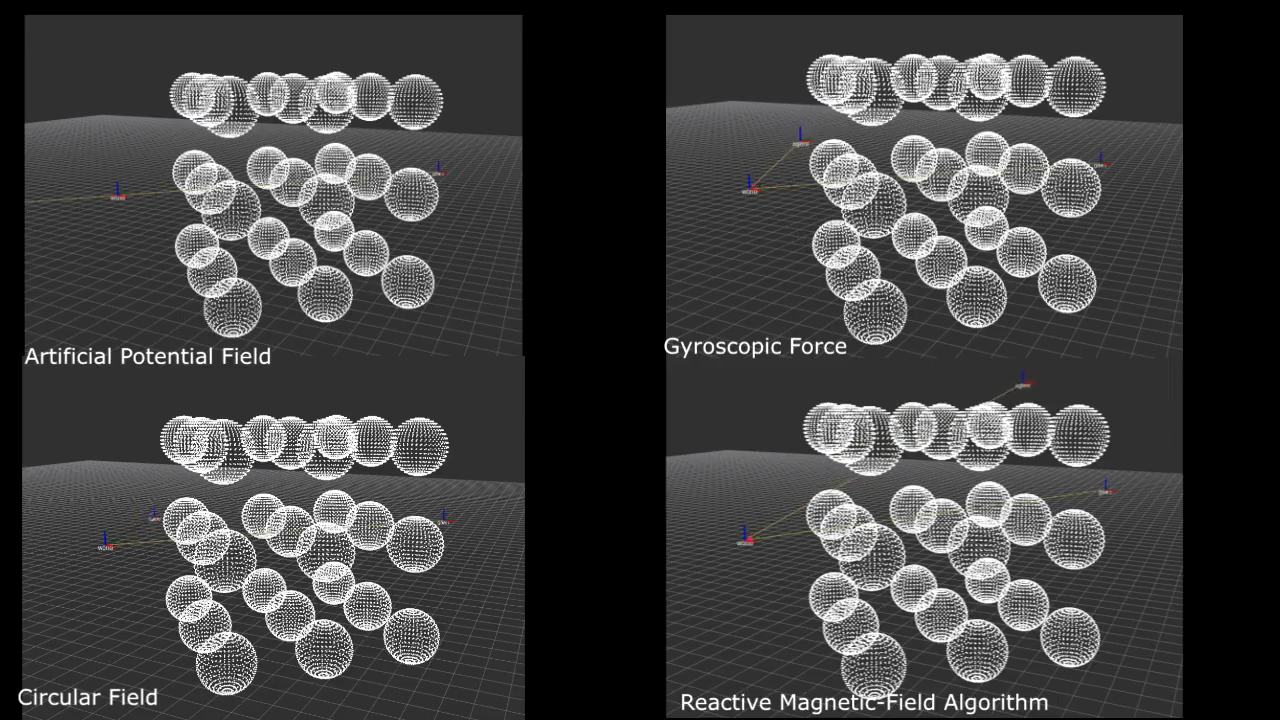 Artificial Potential Field
Gyroscopic Force
Circular Field
Reactive Magnetic-Field Algorithm